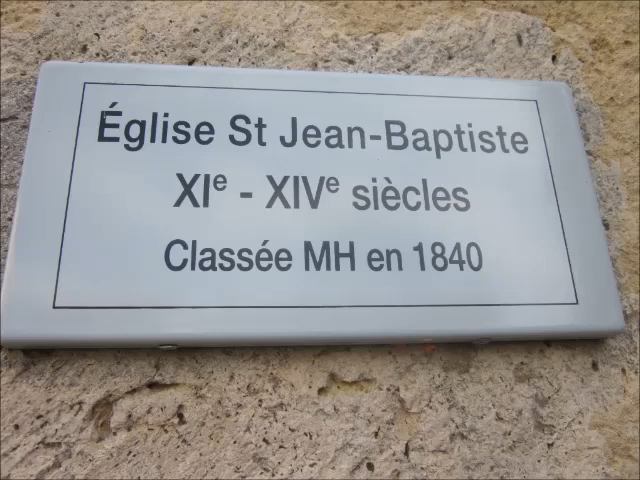 Église St Jean-Baptiste
XIᵉ - XIVᵉ siècles
Classée MH en 1840